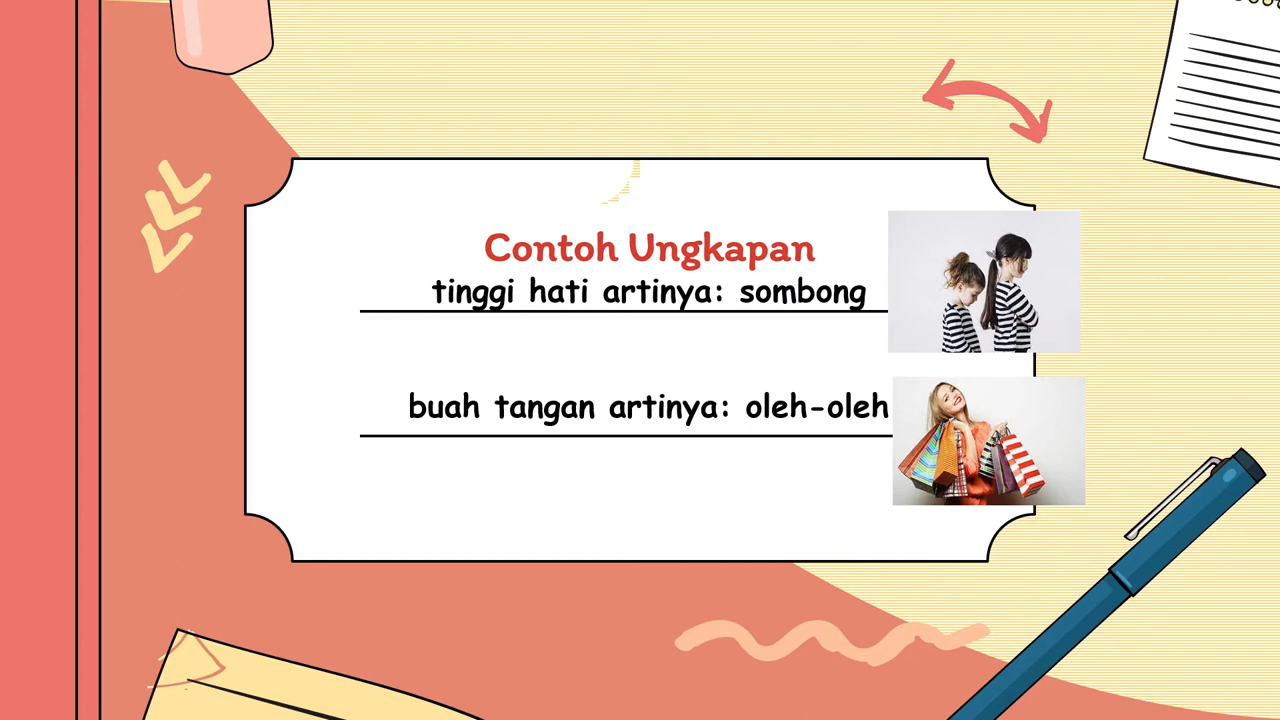 Contoh Ungkapan
tinggi hati artinya: sombong
buah tangan artinya: oleh-oleh